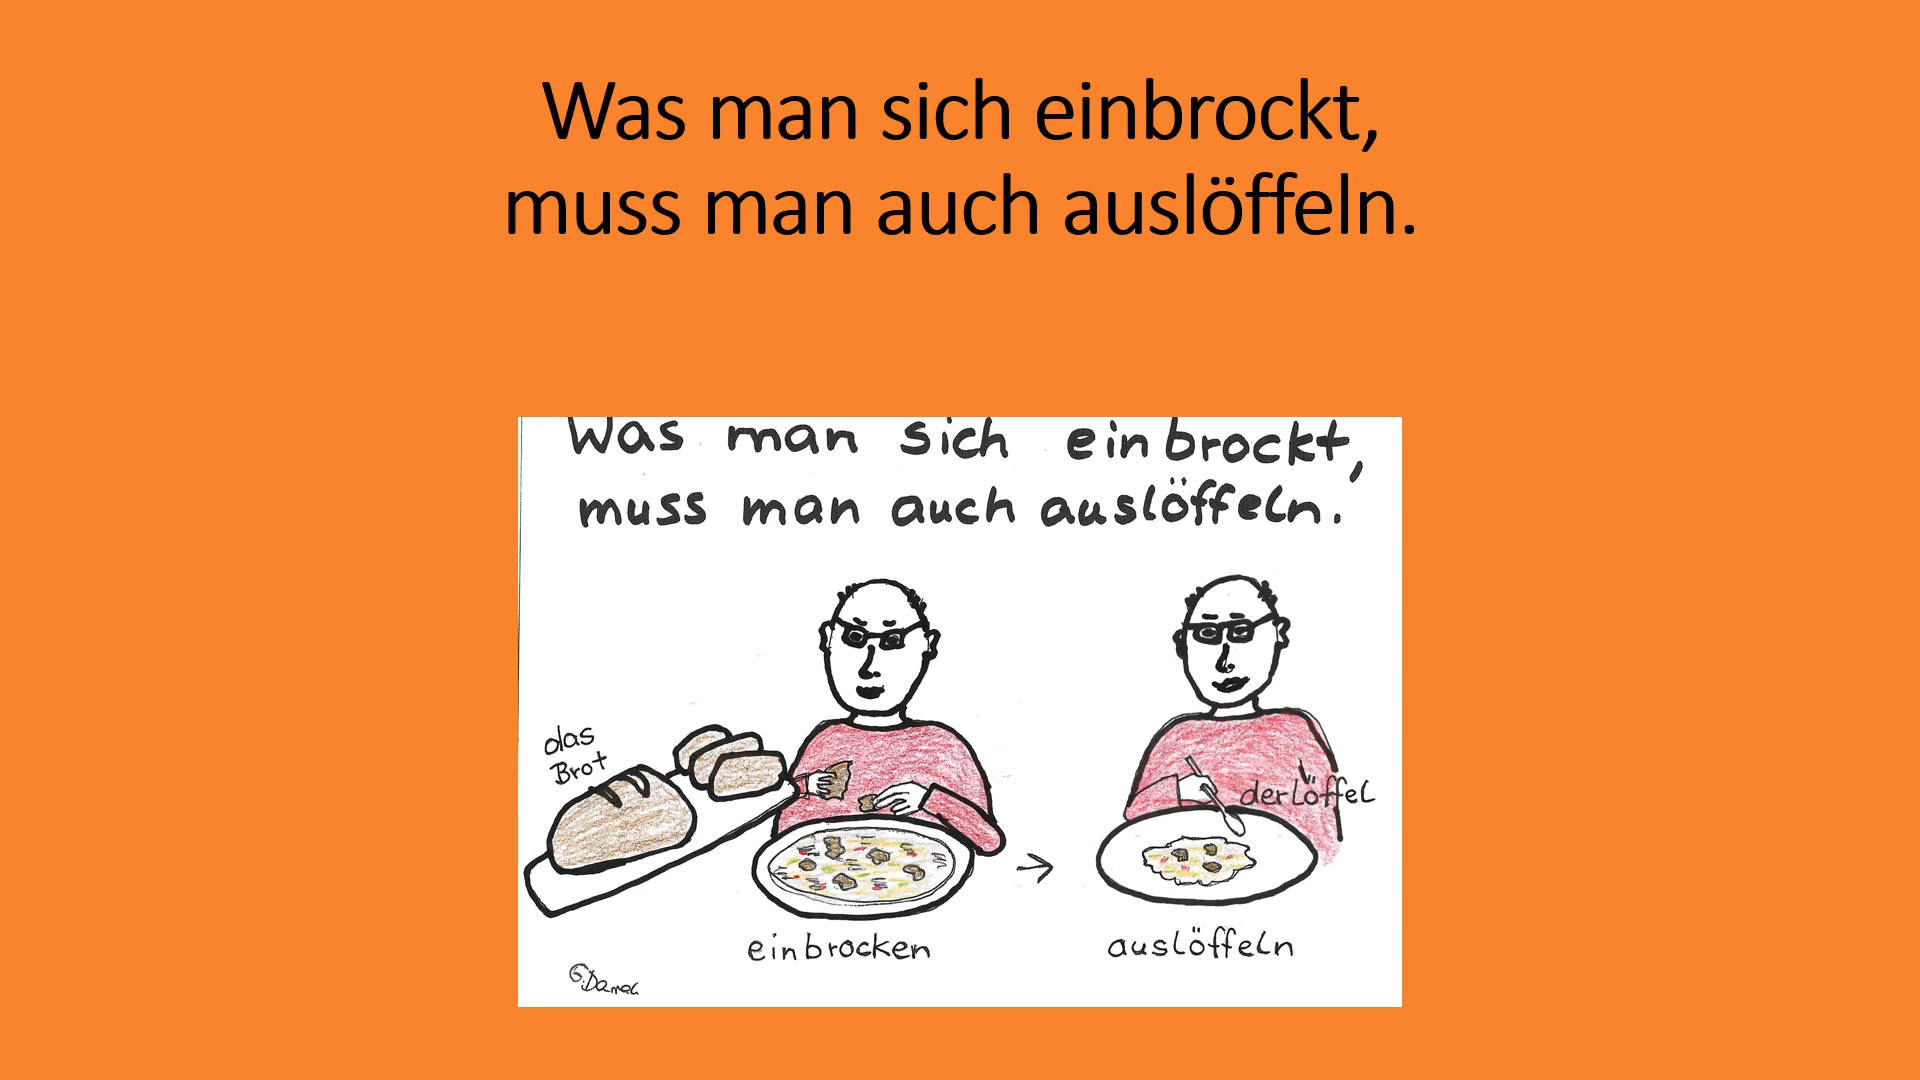 Was man sich einbrockt,
muss man auch auslöffeln.
Was man sich einbrockt,
muss man auch auslöffeln.
das
Brot
der Löffel
einbrocken
auslöffeln